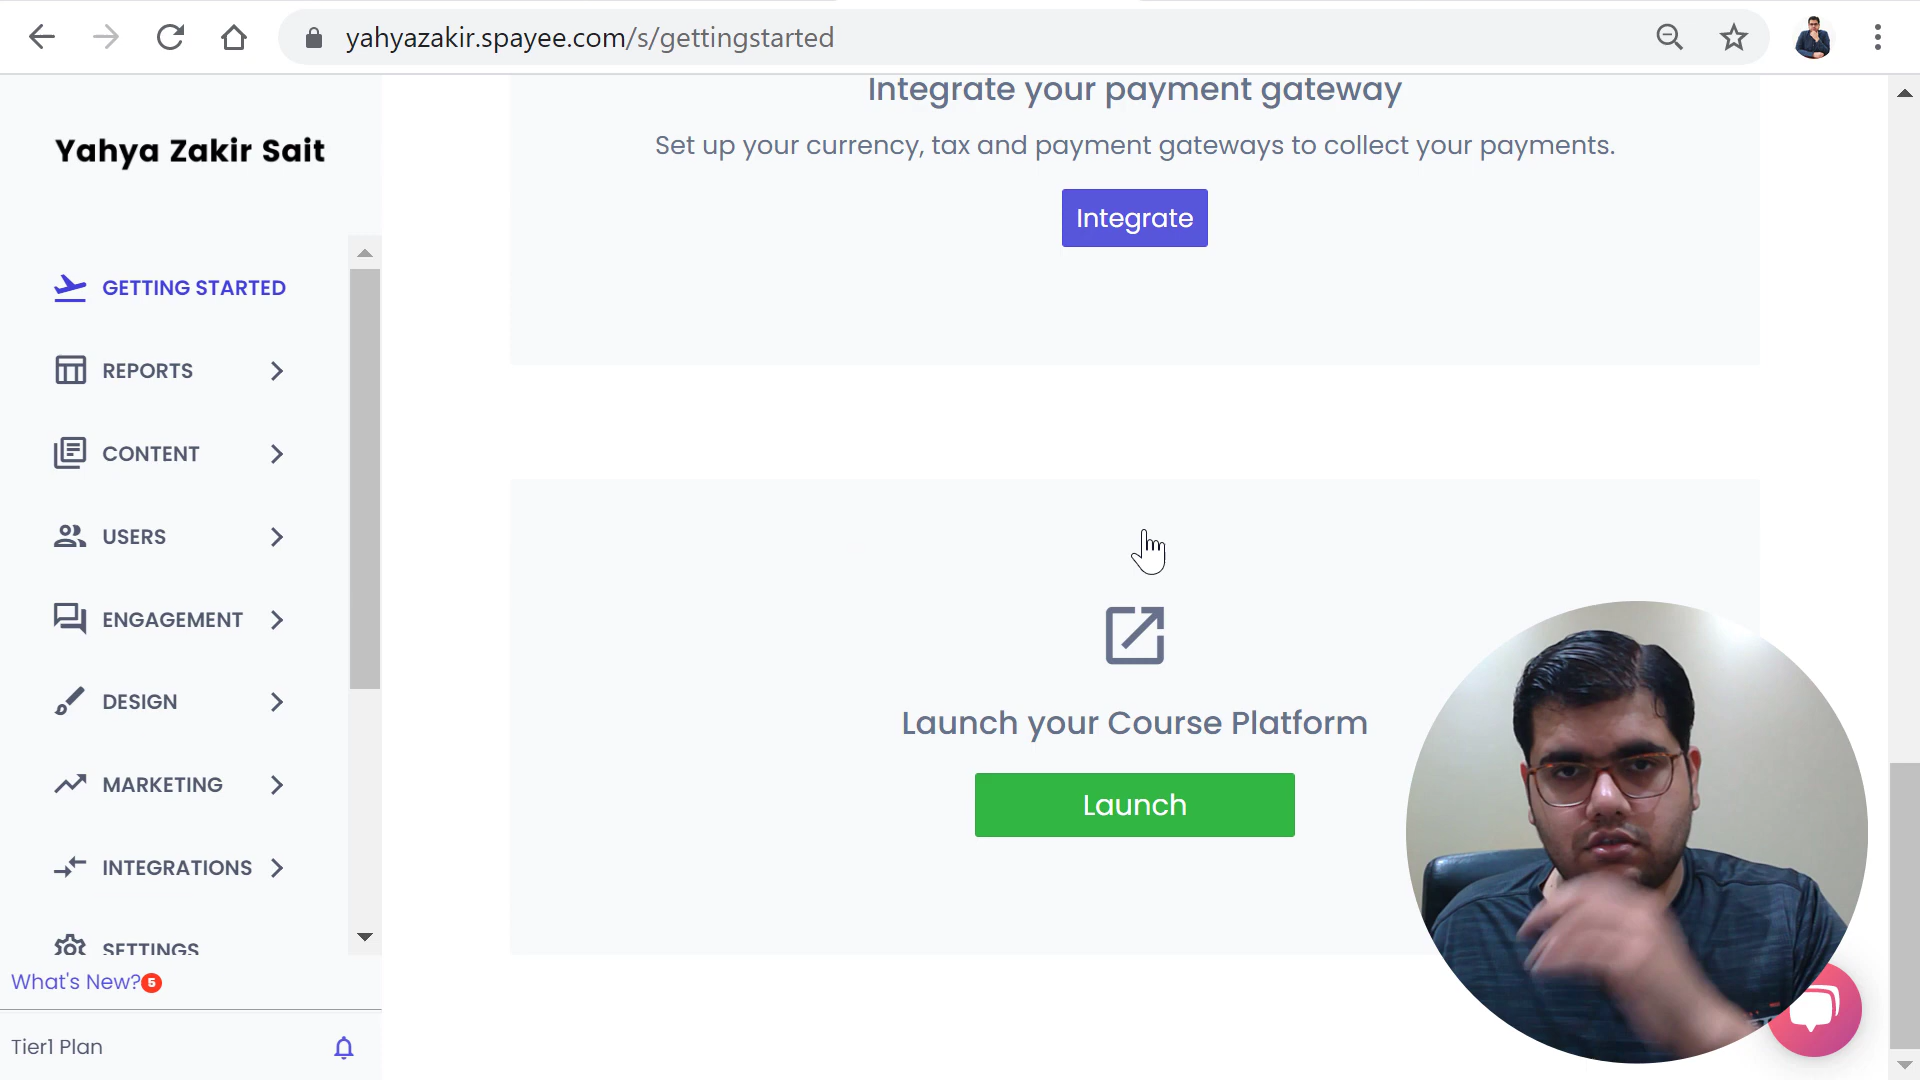 yahyazakir.spayee.com/s/gettingstarted
Integrate your payment gateway
Yahya Zakir Sait
Set up your currency, tax and payment gateways to collect your payments.
Integrate
GETTING STARTED
REPORTS
CONTENT
USERS
ENGAGEMENT
DESIGN
Launch your Course Platform
MARKETING
Launch
INTEGRATIONS
SETTINGS
What's New? 5
Tier1 Plan